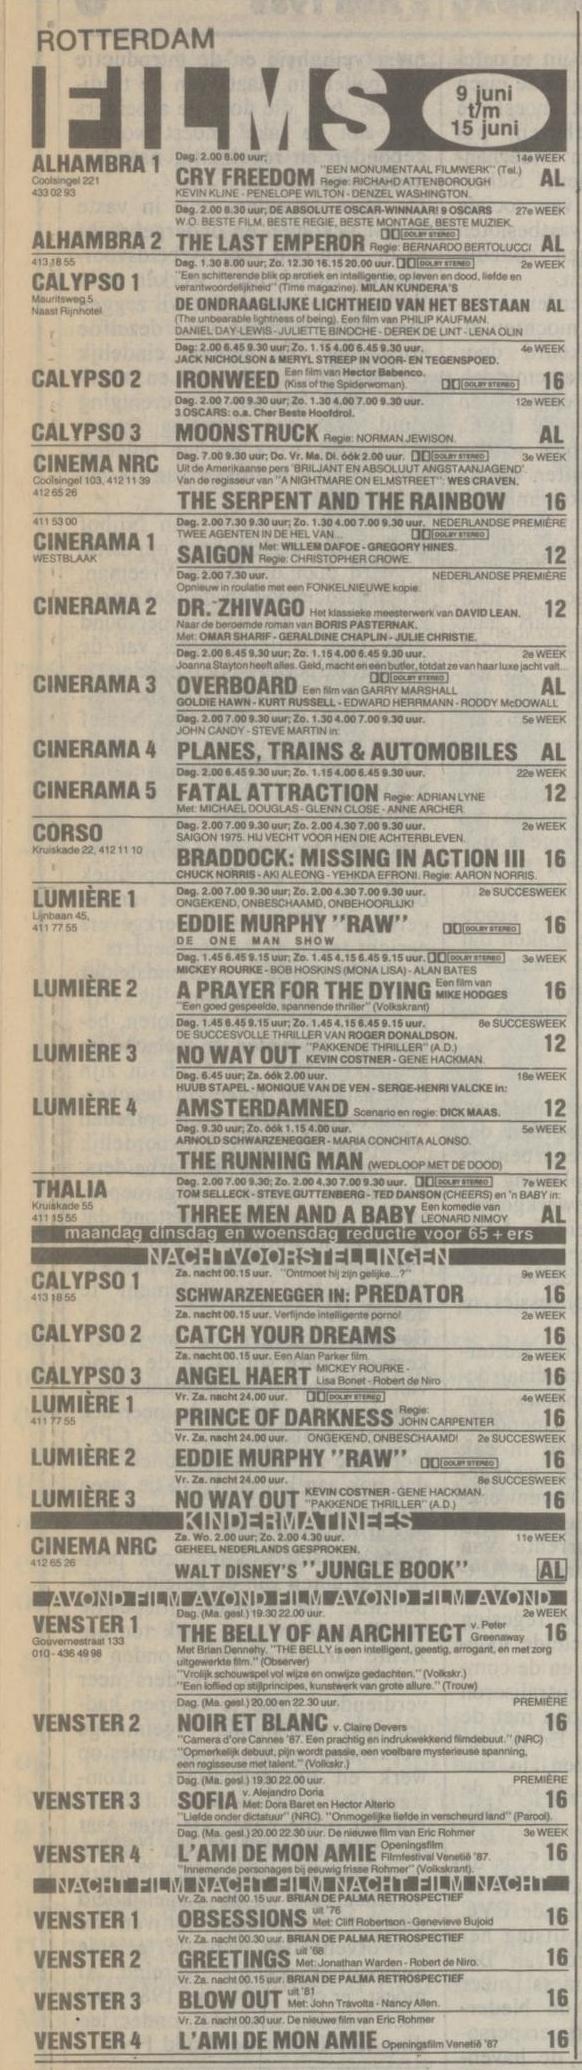 ROTTERDAM
FILMS
9 juni
t/m
15 juni
ALHAMBRA 1
Coolsingel 221
433 02 93
Dag. 2.00 8.00 uur;
14e WEEK
CRY FREEDOM "EEN MONUMENTAAL FILMWERK" (Tel.) Regie: RICHARD ATTENBOROUGH AL
KEVIN KLINE - PENELOPE WILTON - DENZEL WASHINGTON.
Dag. 2.00 8.30 uur; DE ABSOLUTE OSCAR-WINNAAR! 9 OSCARS 27e WEEK
W.O. BESTE FILM, BESTE REGIE, BESTE MONTAGE, BESTE MUZIEK.
DOLBY STEREO
ALHAMBRA 2 THE LAST EMPEROR Regie: BERNARDO BERTOLUCCI AL
413 18 55
CALYPSO 1
Mauritsweg 5
Naast Rijnhotel
Dag. 1.30 8.00 uur; Zo. 12.30 16.15 20.00 uur. DOLBY STEREO 2e WEEK
"Een schitterende blik op erotiek en intelligentie, op leven en dood, liefde en
verantwoordelijkheid" (Time magazine). MILAN KUNDERA'S
DE ONDRAAGLIJKE LICHTHEID VAN HET BESTAAN AL
(The unbearable lightness of being). Een film van PHILIP KAUFMAN.
DANIEL DAY-LEWIS - JULIETTE BINOCHE - DEREK DE LINT - LENA OLIN
Dag: 2.00 6.45 9.30 uur; Zo. 1.15 4.00 6.45 9.30 uur. 4e WEEK
JACK NICHOLSON & MERYL STREEP IN VOOR- EN TEGENSPOED.
CALYPSO 2 IRONWEED Een film van Hector Babenco. (Kiss of the Spiderwoman). DOLBY STEREO 16
Dag. 2.00 7.00 9.30 uur; Zo. 1.30 4.00 7.00 9.30 uur. 12e WEEK
3 OSCARS: o.a. Cher Beste Hoofdrol.
CALYPSO 3 MOONSTRUCK Regie: NORMAN JEWISON. AL
CINEMA NRC
Coolsingel 103, 412 11 39
412 65 26
Dag. 7.00 9.30 uur; Do. Vr. Ma. Di. óók 2.00 uur. DOLBY STEREO 3e WEEK
Uit de Amerikaanse pers 'BRILJANT EN ABSOLUUT ANGSTAANJAGEND'.
Van de regisseur van "A NIGHTMARE ON ELMSTREET": WES CRAVEN.
THE SERPENT AND THE RAINBOW 16
411 53 00
CINERAMA 1
WESTBLAAK
Dag. 2.00 7.30 9.30 uur; Zo. 1.30 4.00 7.00 9.30 uur. NEDERLANDSE PREMIÈRE
TWEE AGENTEN IN DE HEL VAN... DOLBY STEREO
SAIGON Met: WILLEM DAFOE - GREGORY HINES. Regie: CHRISTOPHER CROWE. 12
Dag. 2.00 7.30 uur. NEDERLANDSE PREMIÈRE
Opnieuw in roulatie met een FONKELNIEUWE kopie.
CINERAMA 2 DR. ZHIVAGO Het klassieke meesterwerk van DAVID LEAN. 12
Naar de beroemde roman van BORIS PASTERNAK.
Met: OMAR SHARIF - GERALDINE CHAPLIN - JULIE CHRISTIE.
Dag. 2.00 6.45 9.30 uur; Zo. 1.15 4.00 6.45 9.30 uur. 2e WEEK
Joanna Stayton heeft alles. Geld, macht en een butler, totdat ze van haar luxe jacht valt...
DOLBY STEREO
CINERAMA 3 OVERBOARD Een film van GARRY MARSHALL AL
GOLDIE HAWN - KURT RUSSELL - EDWARD HERRMANN - RODDY McDOWALL
Dag. 2.00 7.00 9.30 uur; Zo. 1.30 4.00 7.00 9.30 uur. 5e WEEK
JOHN CANDY - STEVE MARTIN in:
CINERAMA 4 PLANES, TRAINS & AUTOMOBILES AL
Dag. 2.00 6.45 9.30 uur; Zo. 1.15 4.00 6.45 9.30 uur. 22e WEEK
CINERAMA 5 FATAL ATTRACTION Regie: ADRIAN LYNE 12
Met: MICHAEL DOUGLAS - GLENN CLOSE - ANNE ARCHER
CORSO
Kruiskade 22, 412 11 10
Dag. 2.00 7.00 9.30 uur; Zo. 2.00 4.30 7.00 9.30 uur. 2e WEEK
SAIGON 1975. HIJ VECHT VOOR HEN DIE ACHTERBLEVEN.
BRADDOCK: MISSING IN ACTION III 16
CHUCK NORRIS - AKI ALEONG - YEHKDA EFRONI. Regie: AARON NORRIS.
LUMIÈRE 1
Lijnbaan 45,
411 77 55
Dag. 2.00 7.00 9.30 uur; Zo. 2.00 4.30 7.00 9.30 uur. 2e SUCCESWEEK
ONGEKEND, ONBESCHAAMD, ONBEHOORLIJK!
EDDIE MURPHY "RAW" DOLBY STEREO 16
DE ONE MAN SHOW
Dag. 1.45 6.45 9.15 uur; Zo. 1.45 4.15 6.45 9.15 uur. DOLBY STEREO 3e WEEK
MICKEY ROURKE - BOB HOSKINS (MONA LISA) - ALAN BATES
LUMIÈRE 2 A PRAYER FOR THE DYING Een film van MIKE HODGES 16
"Een goed gespeelde, spannende thriller" (Volkskrant)
Dag. 1.45 6.45 9.15 uur; Zo. 1.45 4.15 6.45 9.15 uur. 8e SUCCESWEEK
DE SUCCESVOLLE THRILLER VAN ROGER DONALDSON.
LUMIÈRE 3 NO WAY OUT "PAKKENDE THRILLER" (A.D.) KEVIN COSTNER - GENE HACKMAN. 12
Dag. 6.45 uur; Za. óók 2.00 uur. 18e WEEK
HUUB STAPEL - MONIQUE VAN DE VEN - SERGE-HENRI VALCKE in:
LUMIÈRE 4 AMSTERDAMNED Scenario en regie: DICK MAAS. 12
Dag. 9.30 uur; Zo. óók 1.15 4.00 uur. 5e WEEK
ARNOLD SCHWARZENEGGER - MARIA CONCHITA ALONSO.
THE RUNNING MAN (WEDLOOP MET DE DOOD) 12
THALIA
Kruiskade 55
411 15 55
Dag. 2.00 7.00 9.30; Zo. 2.00 4.30 7.00 9.30 uur. DOLBY STEREO 7e WEEK
TOM SELLECK - STEVE GUTTENBERG - TED DANSON (CHEERS) en 'n BABY in:
THREE MEN AND A BABY Een komedie van LEONARD NIMOY AL
maandag dinsdag en woensdag reductie voor 65 + ers
NACHTVOORSTELLINGEN
CALYPSO 1
413 18 55
Za. nacht 00.15 uur. "Ontmoet hij zijn gelijke...?" 9e WEEK
SCHWARZENEGGER IN: PREDATOR 16
Za. nacht 00.15 uur. Verfijnde intelligente porno! 2e WEEK
CALYPSO 2 CATCH YOUR DREAMS 16
Za. nacht 00.15 uur. Een Alan Parker film 2e WEEK
CALYPSO 3 ANGEL HAERT MICKEY ROURKE - Lisa Bonet - Robert de Niro 16
LUMIÈRE 1
411 77 55
Vr. Za. nacht 24.00 uur. DOLBY STEREO 4e WEEK
PRINCE OF DARKNESS Regie: JOHN CARPENTER 16
Vr. Za. nacht 24.00 uur. ONGEKEND, ONBESCHAAMD! 2e SUCCESWEEK
LUMIÈRE 2 EDDIE MURPHY "RAW" DOLBY STEREO 16
Vr. Za. nacht 24.00 uur. 8e SUCCESWEEK
LUMIÈRE 3 NO WAY OUT KEVIN COSTNER - GENE HACKMAN. "PAKKENDE THRILLER" (A.D.) 16
KINDERMATINEES
CINEMA NRC
412 65 26
Za. Wo. 2.00 uur; Zo. 2.00 4.30 uur. 11e WEEK
GEHEEL NEDERLANDS GESPROKEN.
WALT DISNEY'S "JUNGLE BOOK" AL
AVOND FILM AVOND FILM AVOND FILM AVOND
VENSTER 1
Gouvernestraat 133
010 - 436 49 98
Dag. (Ma. gesl.) 19.30 22.00 uur. 2e WEEK
THE BELLY OF AN ARCHITECT v. Peter Greenaway 16
Met Brian Dennehy, "THE BELLY is een intelligent, geestig, arrogant, en met zorg
uitgewerkte film." (Observer)
"Vrolijk schouwspel vol wijze en onwijze gedachten." (Volkskr.)
"Een loflied op stijlprincipes, kunstwerk van grote allure." (Trouw)
Dag. (Ma. gesl.) 20.00 en 22.30 uur. PREMIÈRE
VENSTER 2 NOIR ET BLANC v. Claire Devers 16
"Camera d'ore Cannes '87. Een prachtig en indrukwekkend filmdebuut." (NRC)
"Opmerkelijk debuut, pijn wordt passie, een voelbare mysterieuse spanning,
een regisseuse met talent." (Volkskr.)
Dag. (Ma. gesl.) 19.30 22.00 uur. PREMIÈRE
VENSTER 3 SOFIA v. Alejandro Doria Met: Dora Baret en Hector Alterio 16
"Liefde onder dictatuur" (NRC). "Onmogelijke liefde in verscheurd land" (Parool).
Dag. (Ma. gesl.) 20.00 22.30 uur. De nieuwe film van Eric Rohmer 3e WEEK
VENSTER 4 L'AMI DE MON AMIE Openingsfilm Filmfestival Venetië '87. 16
"Innemende personages bij eeuwig frisse Rohmer" (Volkskrant).
NACHT FILM NACHT FILM NACHT FILM NACHT
Vr. Za. nacht 00.15 uur. BRIAN DE PALMA RETROSPECTIEF
VENSTER 1 OBSESSIONS uit '76 Met: Cliff Robertson - Genevieve Bujold 16
Vr. Za. nacht 00.30 uur. BRIAN DE PALMA RETROSPECTIEF
VENSTER 2 GREETINGS uit '68 Met: Jonathan Warden - Robert de Niro. 16
Vr. Za. nacht 00.15 uur. BRIAN DE PALMA RETROSPECTIEF
VENSTER 3 BLOW OUT uit '81 Met: John Travolta - Nancy Allen. 16
Vr. Za. nacht 00.30 uur. De nieuwe film van Eric Rohmer
VENSTER 4 L'AMI DE MON AMIE Openingsfilm Venetië '87 16